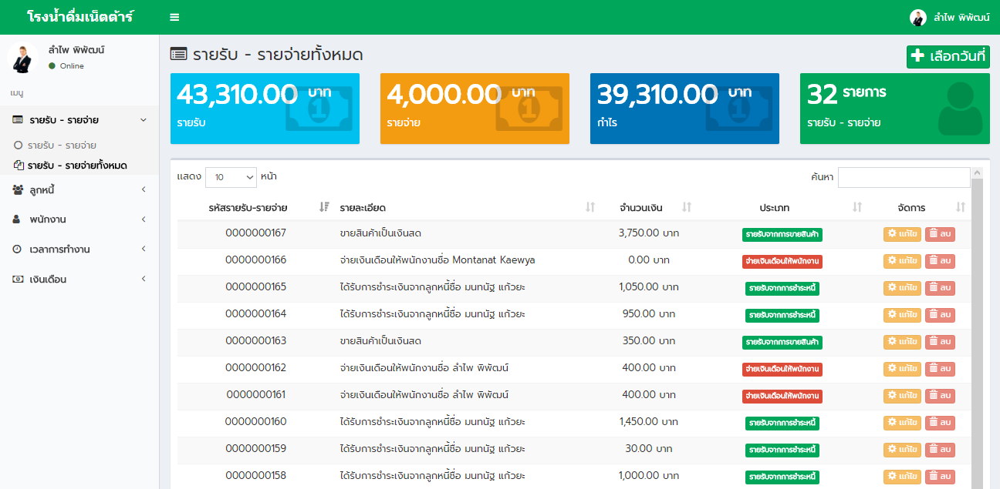 โรงน้ำดื่มเน็ตต้าร์
ลำไพ พิพัฒน์
ลำไพ พิพัฒน์
Online
เมนู
รายรับ - รายจ่าย
รายรับ - รายจ่าย
รายรับ - รายจ่ายทั้งหมด
ลูกหนี้
พนักงาน
เวลาการทำงาน
เงินเดือน
รายรับ - รายจ่ายทั้งหมด
เลือกวันที่
43,310.00 บาท
รายรับ
4,000.00 บาท
รายจ่าย
39,310.00 บาท
กำไร
32 รายการ
รายรับ - รายจ่าย
แสดง 10 หน้า
ค้นหา
รหัสรายรับ-รายจ่าย รายละเอียด จำนวนเงิน ประเภท จัดการ
0000000167 ขายสินค้าเป็นเงินสด 3,750.00 บาท รายรับจากการขายสินค้า แก้ไข ลบ
0000000166 จ่ายเงินเดือนให้พนักงานชื่อ Montanat Kaewya 0.00 บาท จ่ายเงินเดือนให้พนักงาน แก้ไข ลบ
0000000165 ได้รับการชำระเงินจากลูกหนี้ชื่อ มนทนัฐ แก้วยะ 1,050.00 บาท รายรับจากการชำระหนี้ แก้ไข ลบ
0000000164 ได้รับการชำระเงินจากลูกหนี้ชื่อ มนทนัฐ แก้วยะ 950.00 บาท รายรับจากการชำระหนี้ แก้ไข ลบ
0000000163 ขายสินค้าเป็นเงินสด 350.00 บาท รายรับจากการขายสินค้า แก้ไข ลบ
0000000162 จ่ายเงินเดือนให้พนักงานชื่อ ลำไพ พิพัฒน์ 400.00 บาท จ่ายเงินเดือนให้พนักงาน แก้ไข ลบ
0000000161 จ่ายเงินเดือนให้พนักงานชื่อ ลำไพ พิพัฒน์ 400.00 บาท จ่ายเงินเดือนให้พนักงาน แก้ไข ลบ
0000000160 ได้รับการชำระเงินจากลูกหนี้ชื่อ มนทนัฐ แก้วยะ 1,450.00 บาท รายรับจากการชำระหนี้ แก้ไข ลบ
0000000159 ได้รับการชำระเงินจากลูกหนี้ชื่อ มนทนัฐ แก้วยะ 30.00 บาท รายรับจากการชำระหนี้ แก้ไข ลบ
0000000158 ได้รับการชำระเงินจากลูกหนี้ชื่อ มนทนัฐ แก้วยะ 1,000.00 บาท รายรับจากการชำระหนี้ แก้ไข ลบ